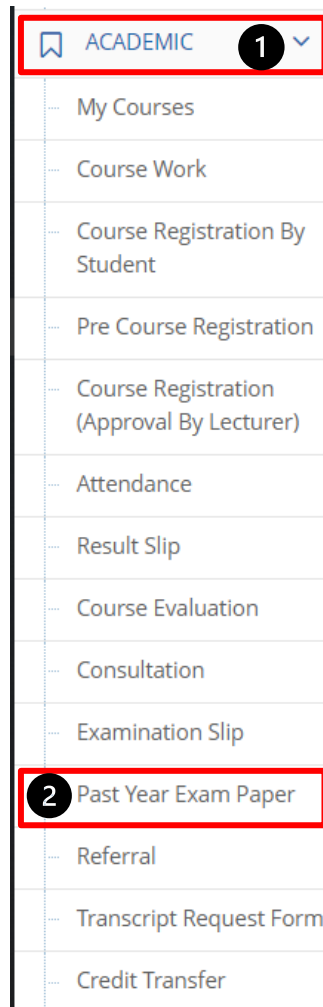 ACADEMIC 1
My Courses
Course Work
Course Registration By
Student
Pre Course Registration
Course Registration
(Approval By Lecturer)
Attendance
Result Slip
Course Evaluation
Consultation
Examination Slip
2 Past Year Exam Paper
Referral
Transcript Request Form
Credit Transfer